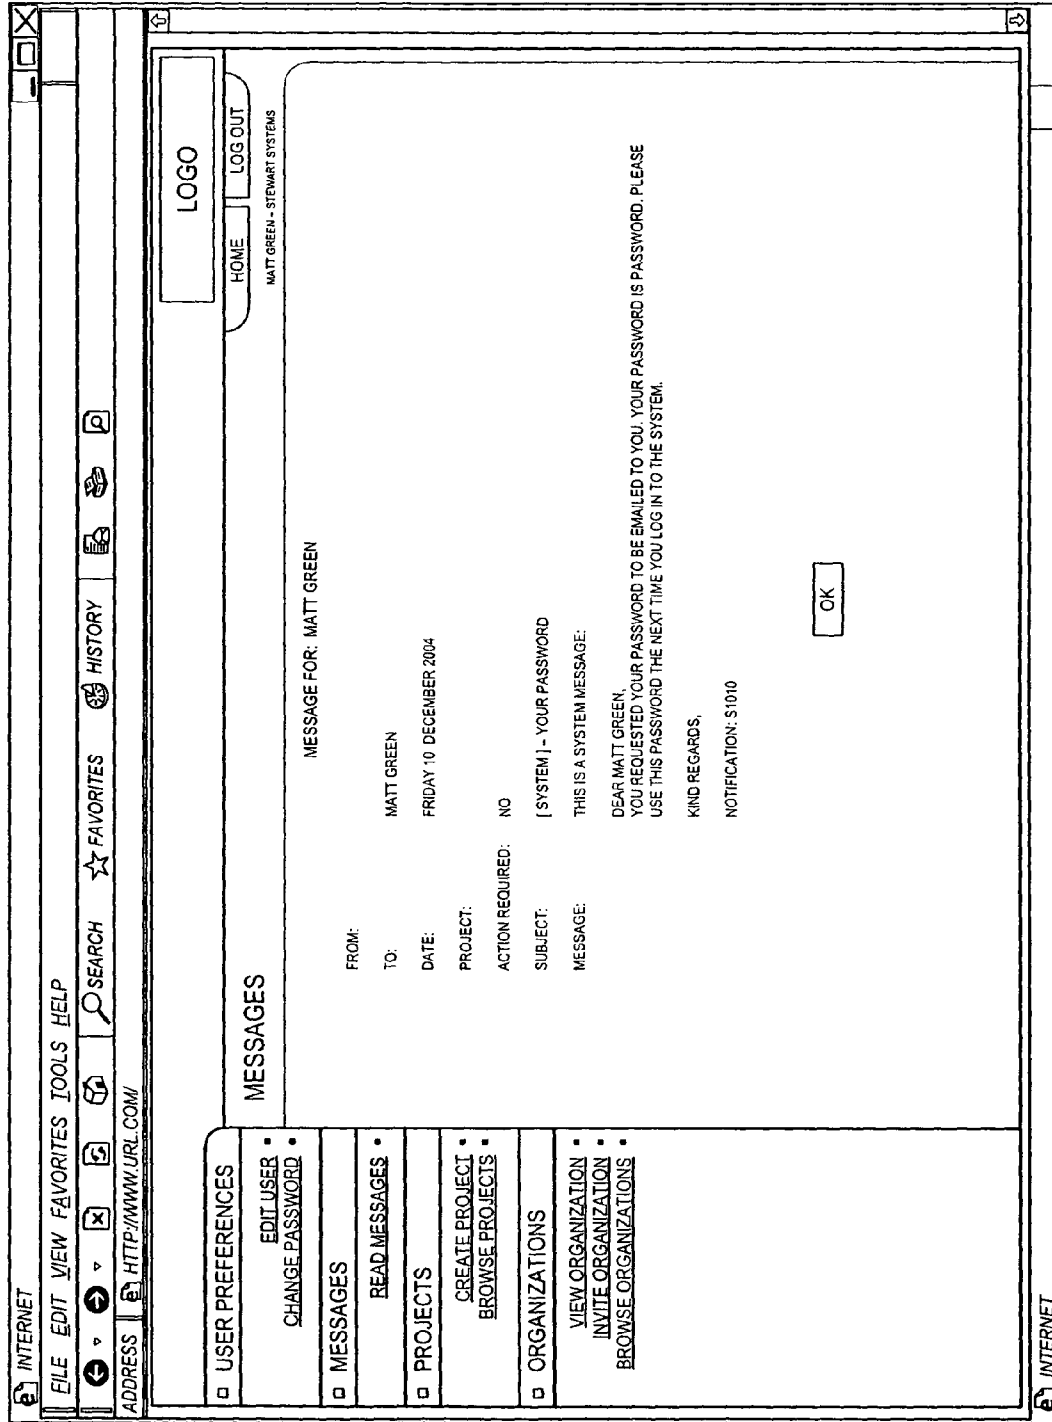 INTERNET
FILE EDIT VIEW FAVORITES TOOLS HELP
SEARCH FAVORITES HISTORY
ADDRESS HTTP://WWW.URL.COM/
LOGO
HOME LOG OUT
MATT GREEN - STEWART SYSTEMS
USER PREFERENCES
EDIT USER
CHANGE PASSWORD
MESSAGES
READ MESSAGES
PROJECTS
CREATE PROJECT
BROWSE PROJECTS
ORGANIZATIONS
VIEW ORGANIZATION
INVITE ORGANIZATION
BROWSE ORGANIZATIONS
MESSAGES
MESSAGE FOR: MATT GREEN
FROM:
TO: MATT GREEN
DATE: FRIDAY 10 DECEMBER 2004
PROJECT:
ACTION REQUIRED: NO
SUBJECT: [ SYSTEM ] - YOUR PASSWORD
MESSAGE: THIS IS A SYSTEM MESSAGE:
DEAR MATT GREEN,
YOU REQUESTED YOUR PASSWORD TO BE EMAILED TO YOU. YOUR PASSWORD IS PASSWORD. PLEASE
USE THIS PASSWORD THE NEXT TIME YOU LOG IN TO THE SYSTEM.
KIND REGARDS,
NOTIFICATION: S1010
OK
INTERNET